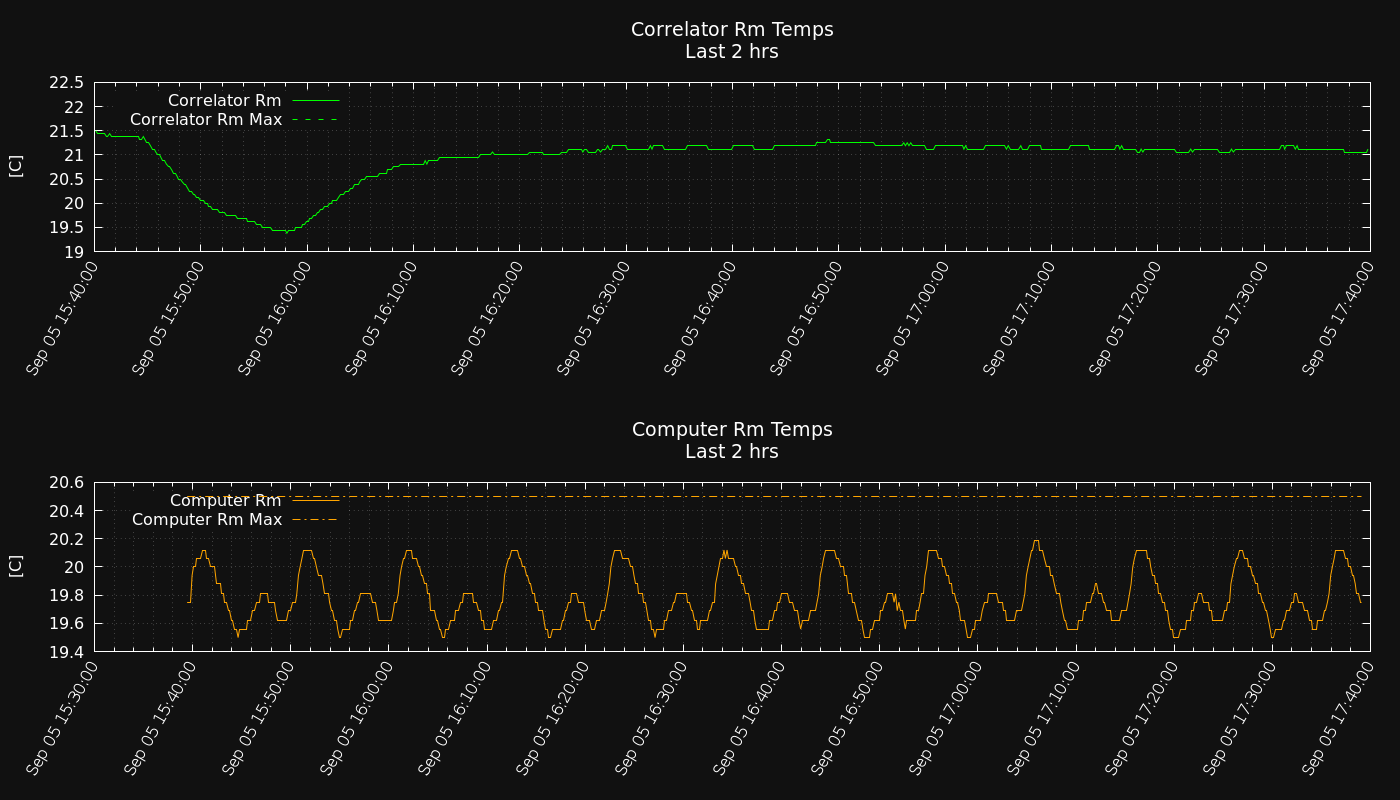 Correlator Rm Temps
Last 2 hrs
22.5
22
21.5
21
20.5
20
19.5
19
[C]
Correlator Rm
Correlator Rm Max
Sep 05 15:40:00
Sep 05 15:50:00
Sep 05 16:00:00
Sep 05 16:10:00
Sep 05 16:20:00
Sep 05 16:30:00
Sep 05 16:40:00
Sep 05 16:50:00
Sep 05 17:00:00
Sep 05 17:10:00
Sep 05 17:20:00
Sep 05 17:30:00
Sep 05 17:40:00
Computer Rm Temps
Last 2 hrs
20.6
20.4
20.2
20
19.8
19.6
19.4
[C]
Computer Rm
Computer Rm Max
Sep 05 15:30:00
Sep 05 15:40:00
Sep 05 15:50:00
Sep 05 16:00:00
Sep 05 16:10:00
Sep 05 16:20:00
Sep 05 16:30:00
Sep 05 16:40:00
Sep 05 16:50:00
Sep 05 17:00:00
Sep 05 17:10:00
Sep 05 17:20:00
Sep 05 17:30:00
Sep 05 17:40:00